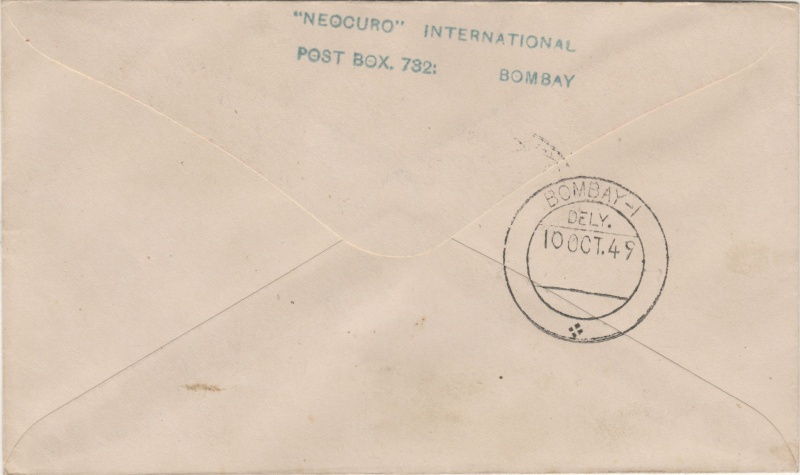 "NEOCURO" INTERNATIONAL
POST BOX. 732: BOMBAY
BOMBAY-1
DELY.
10 OCT. 49